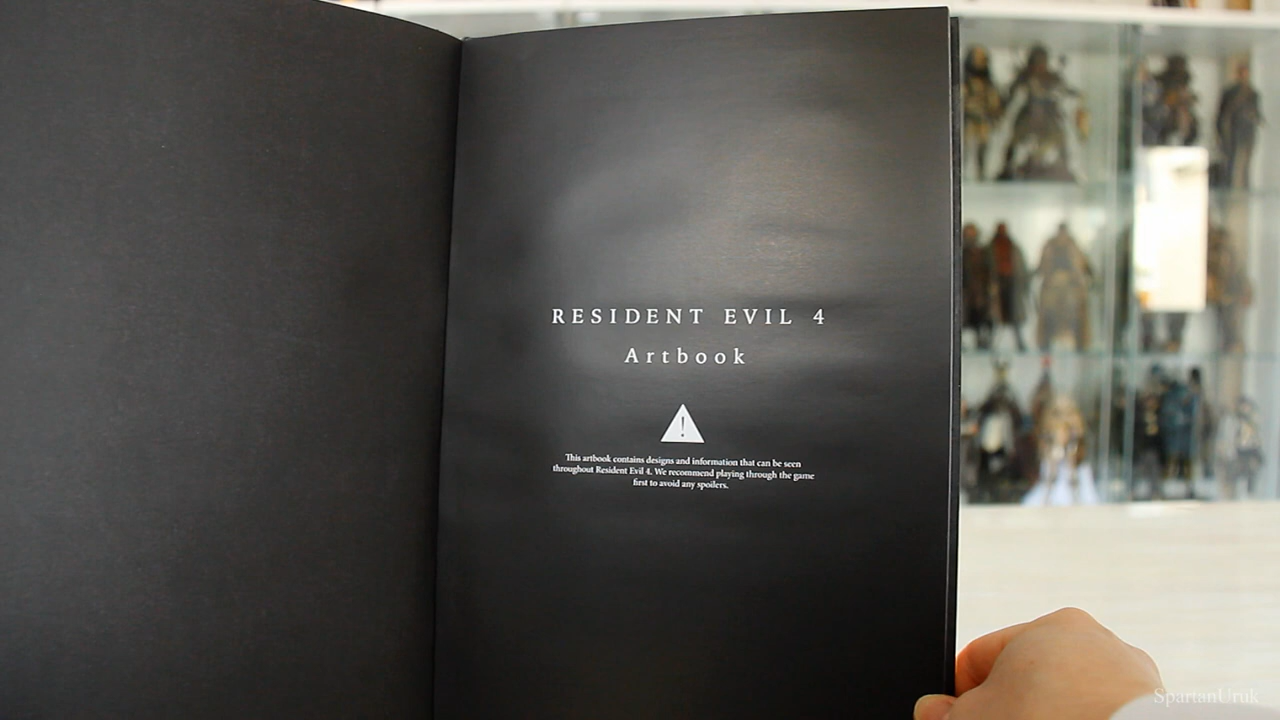 RESIDENT EVIL 4
Artbook
!
This artbook contains designs and information that can be seen
throughout Resident Evil 4. We recommend playing through the game
first to avoid any spoilers.
SpartanUruk